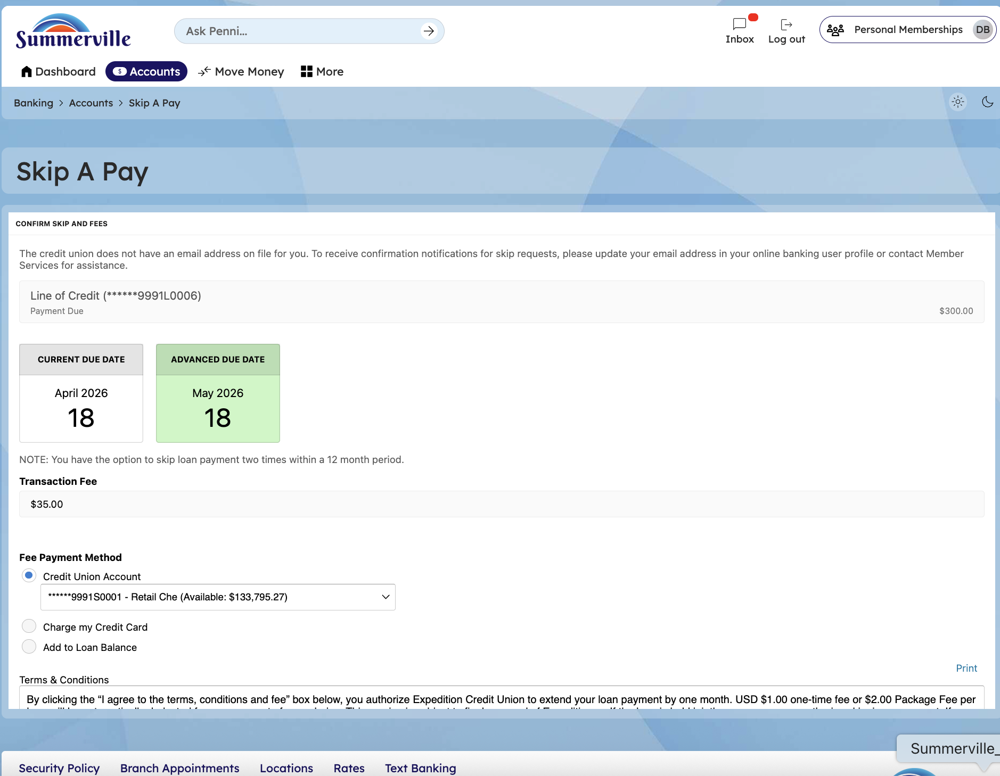 Summerville
Ask Penni...
Inbox
Log out
Personal Memberships
DB
Dashboard
Accounts
Move Money
More
Banking > Accounts > Skip A Pay
Skip A Pay
CONFIRM SKIP AND FEES
The credit union does not have an email address on file for you. To receive confirmation notifications for skip requests, please update your email address in your online banking user profile or contact Member
Services for assistance.
Line of Credit (******9991L0006)
Payment Due
$300.00
CURRENT DUE DATE
April 2026
18
ADVANCED DUE DATE
May 2026
18
NOTE: You have the option to skip loan payment two times within a 12 month period.
Transaction Fee
$35.00
Fee Payment Method
Credit Union Account
******9991S0001 - Retail Che (Available: $133,795.27)
Charge my Credit Card
Add to Loan Balance
Print
Terms & Conditions
By clicking the “I agree to the terms, conditions and fee” box below, you authorize Expedition Credit Union to extend your loan payment by one month. USD $1.00 one-time fee or $2.00 Package Fee per
Summerville_
Security Policy
Branch Appointments
Locations
Rates
Text Banking